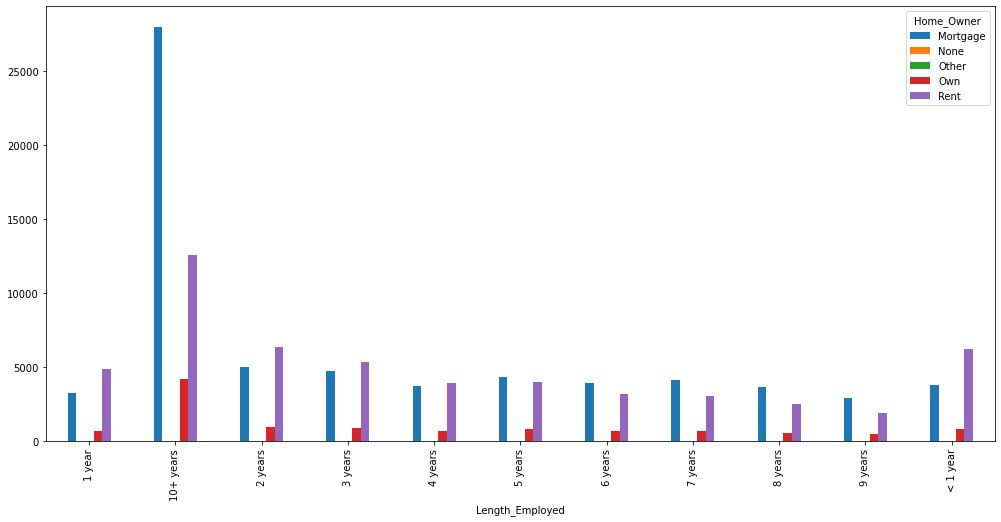 Home_Owner
Mortgage
None
Other
Own
Rent
25000
20000
15000
10000
5000
0
1 year
10+ years
2 years
3 years
4 years
5 years
6 years
7 years
8 years
9 years
< 1 year
Length_Employed